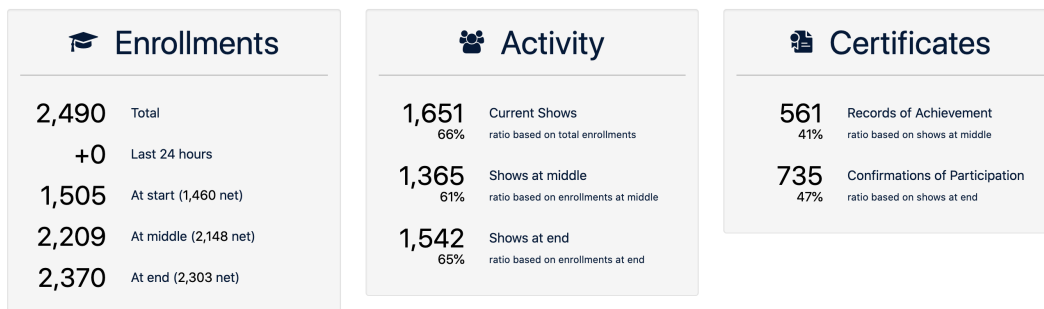 Enrollments
2,490 Total
+0 Last 24 hours
1,505 At start (1,460 net)
2,209 At middle (2,148 net)
2,370 At end (2,303 net)
Activity
1,651 Current Shows
66% ratio based on total enrollments
1,365 Shows at middle
61% ratio based on enrollments at middle
1,542 Shows at end
65% ratio based on enrollments at end
Certificates
561 Records of Achievement
41% ratio based on shows at middle
735 Confirmations of Participation
47% ratio based on shows at end